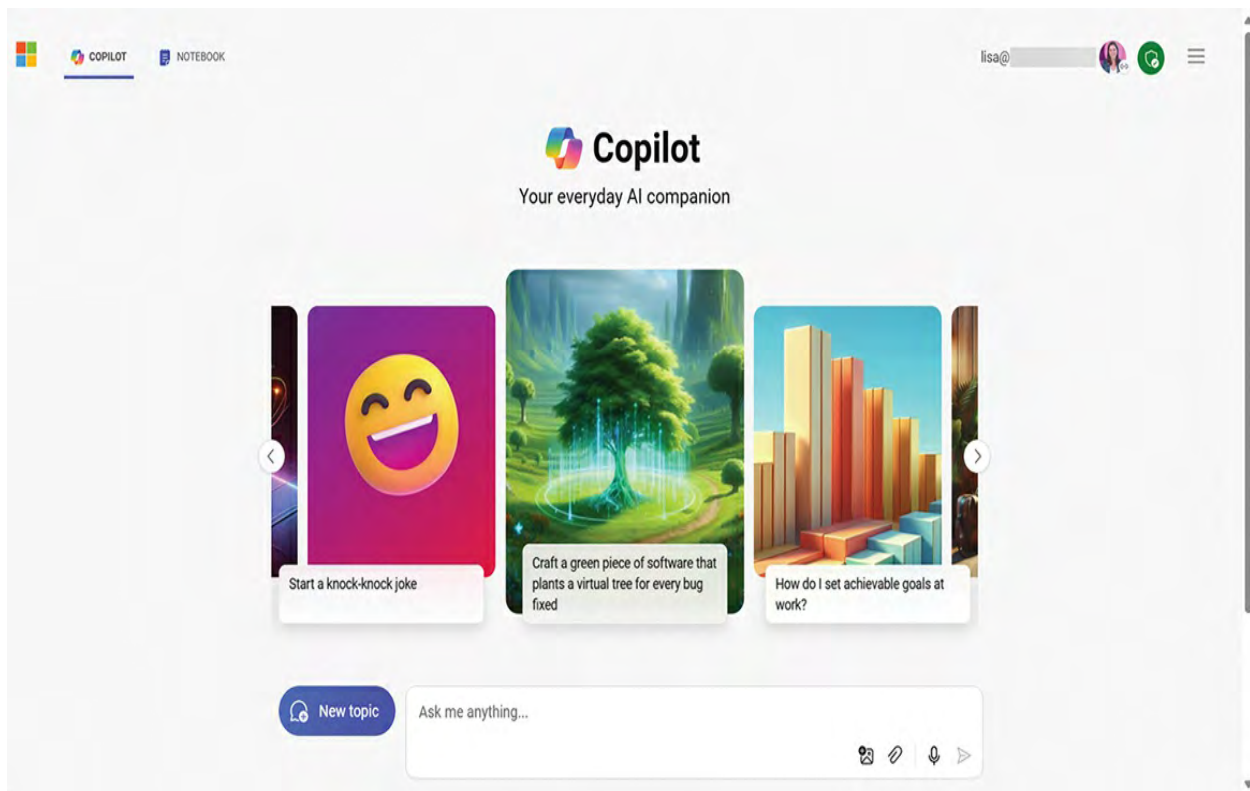 COPILOT
NOTEBOOK
lisa@
Copilot
Your everyday AI companion
Start a knock-knock joke
Craft a green piece of software that
plants a virtual tree for every bug
fixed
How do I set achievable goals at
work?
New topic
Ask me anything...